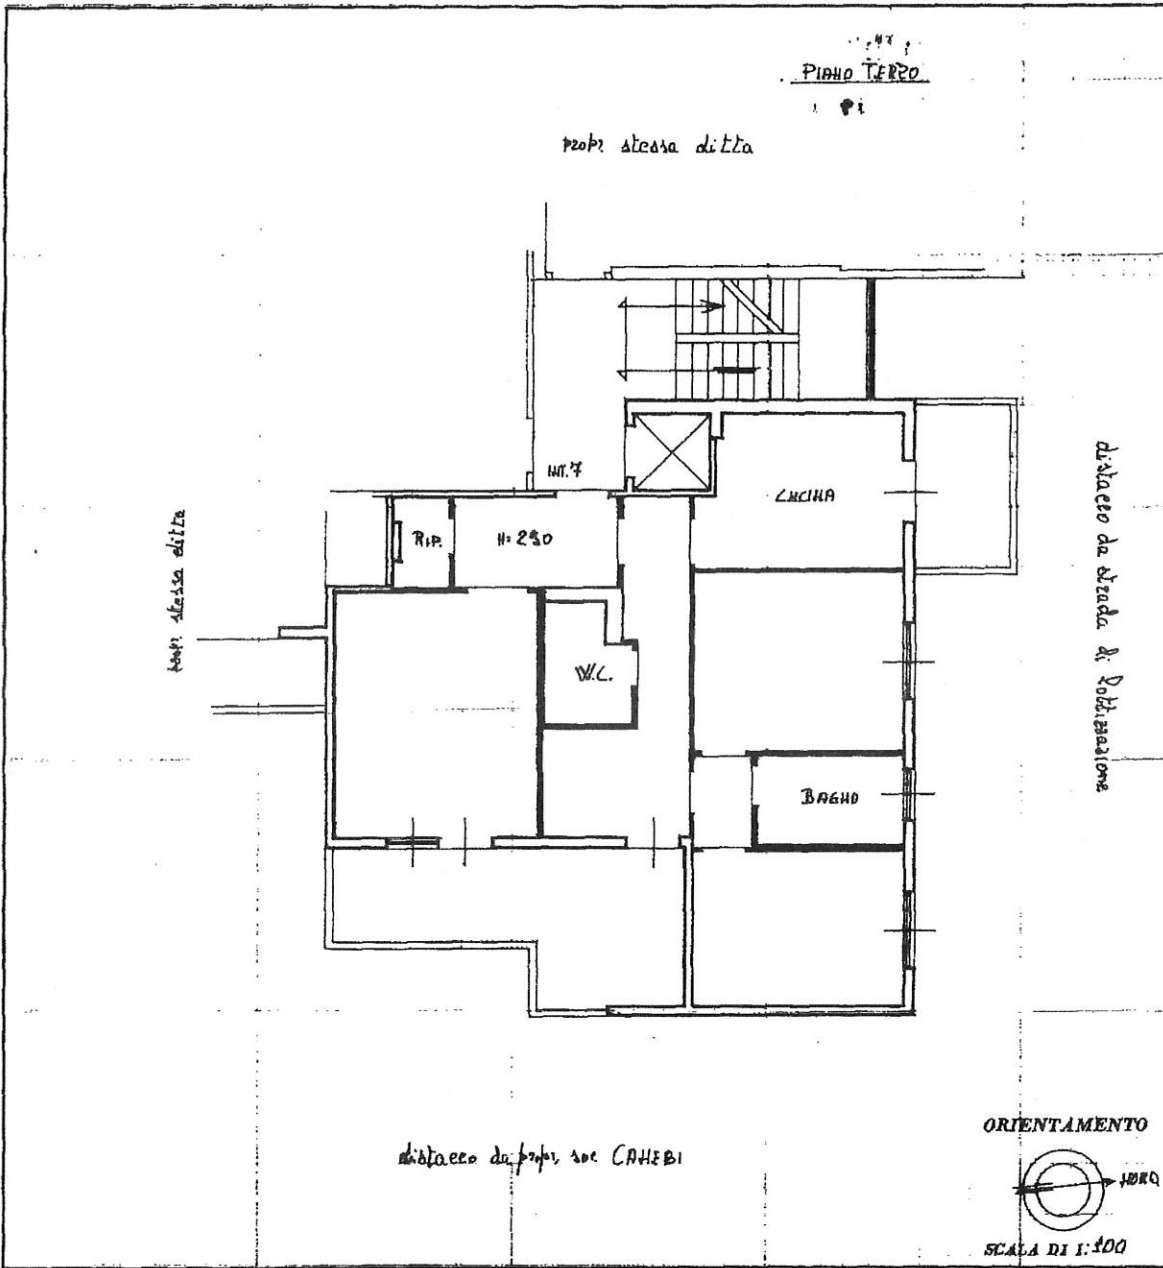 PIANO TERZO
propr. stessa ditta
INT. 7
CUCINA
RIP.
H=290
propr. stessa ditta
W.C.
distacco da strada di lottizzazione
BAGNO
distacco da propr. soc CANEBI
ORIENTAMENTO
NORD
SCALA DI 1:100